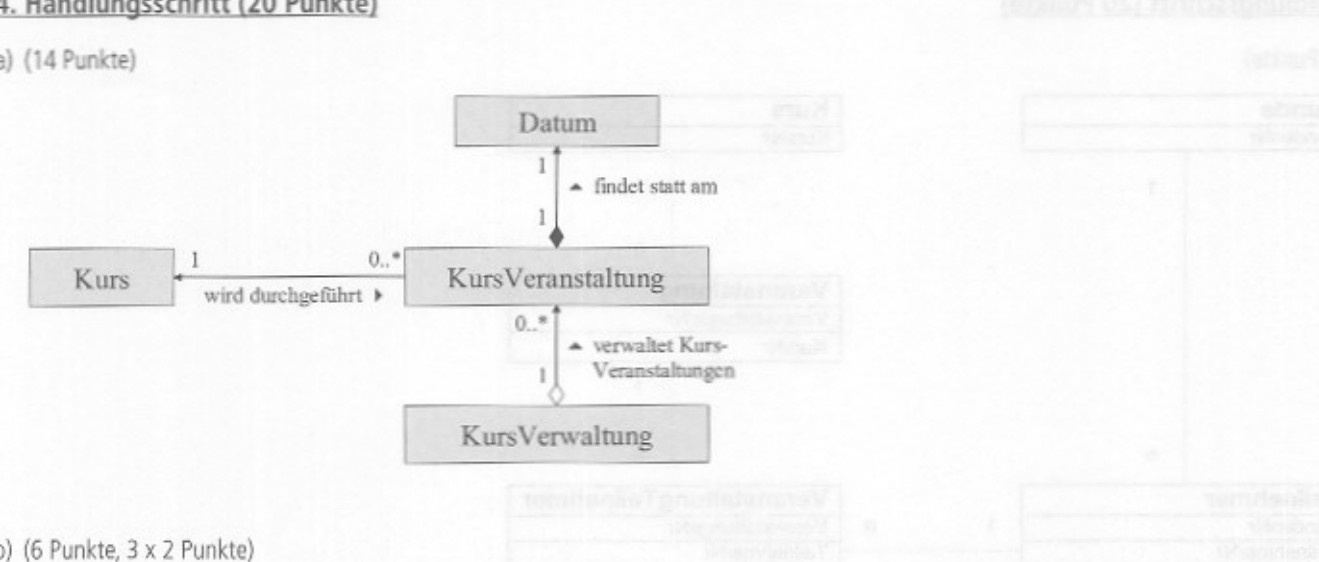 4. Handlungsschritt (20 Punkte)
a) (14 Punkte)
Datum
1
findet statt am
1
Kurs
1
0..*
wird durchgeführt
KursVeranstaltung
0..*
verwaltet Kurs-
Veranstaltungen
1
KursVerwaltung
b) (6 Punkte, 3 x 2 Punkte)